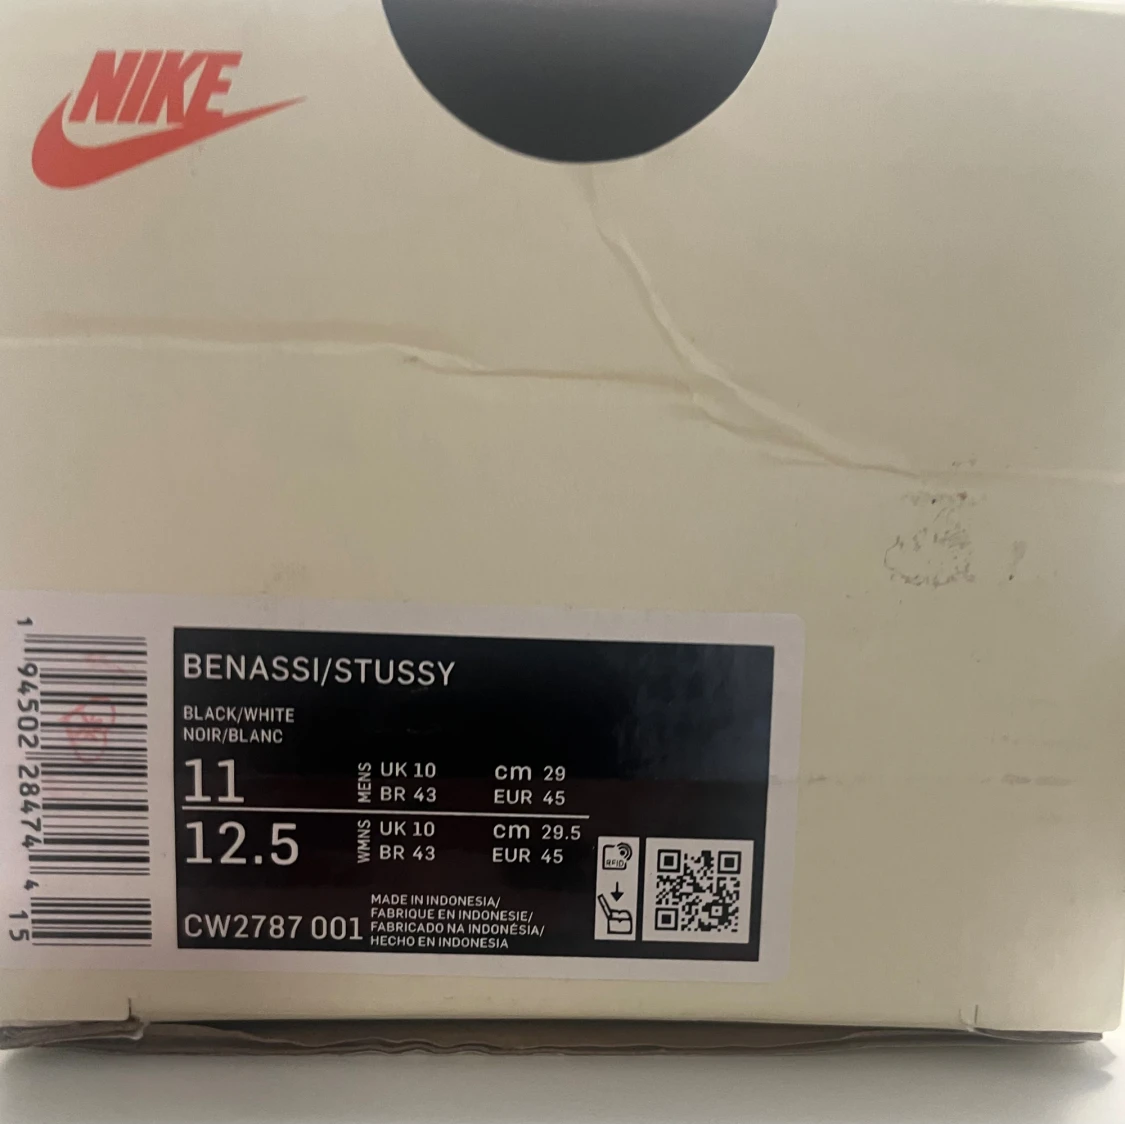 NIKE
BENASSI/STUSSY
BLACK/WHITE
NOIR/BLANC
11 MENS UK 10 cm 29
BR 43 EUR 45
12.5 WMNS UK 10 cm 29.5
BR 43 EUR 45
RFID
CW2787 001
MADE IN INDONESIA/
FABRIQUE EN INDONESIE/
FABRICADO NA INDONÉSIA/
HECHO EN INDONESIA
1 94502 28474 4 15